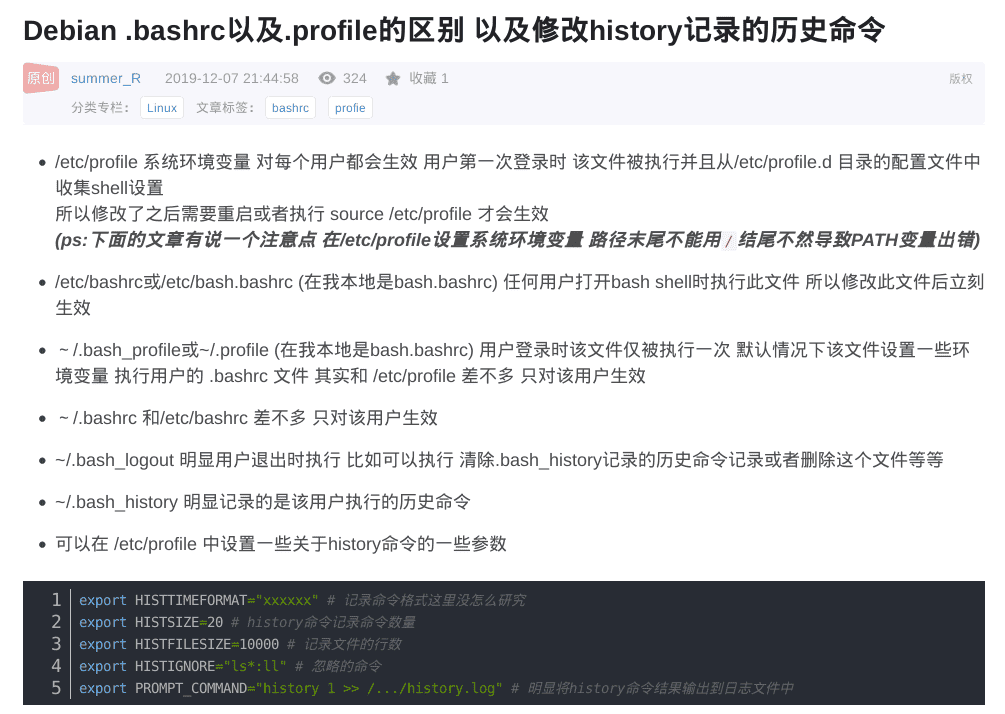 Debian .bashrc以及.profile的区别 以及修改history记录的历史命令
原创 summer_R 2019-12-07 21:44:58 324 收藏 1 版权
分类专栏: Linux 文章标签: bashrc profie
/etc/profile 系统环境变量 对每个用户都会生效 用户第一次登录时 该文件被执行并且从/etc/profile.d 目录的配置文件中
收集shell设置
所以修改了之后需要重启或者执行 source /etc/profile 才会生效
(ps:下面的文章有说一个注意点 在/etc/profile设置系统环境变量 路径末尾不能用 / 结尾不然导致PATH变量出错)
/etc/bashrc或/etc/bash.bashrc (在我本地是bash.bashrc) 任何用户打开bash shell时执行此文件 所以修改此文件后立刻
生效
～/.bash_profile或~/.profile (在我本地是bash.bashrc) 用户登录时该文件仅被执行一次 默认情况下该文件设置一些环
境变量 执行用户的 .bashrc 文件 其实和 /etc/profile 差不多 只对该用户生效
～/.bashrc 和/etc/bashrc 差不多 只对该用户生效
~/.bash_logout 明显用户退出时执行 比如可以执行 清除.bash_history记录的历史命令记录或者删除这个文件等等
~/.bash_history 明显记录的是该用户执行的历史命令
可以在 /etc/profile 中设置一些关于history命令的一些参数
1 export HISTTIMEFORMAT="xxxxxx" # 记录命令格式这里没怎么研究
2 export HISTSIZE=20 # history命令记录命令数量
3 export HISTFILESIZE=10000 # 记录文件的行数
4 export HISTIGNORE="ls*:ll" # 忽略的命令
5 export PROMPT_COMMAND="history 1 >> /.../history.log" # 明显将history命令结果输出到日志文件中